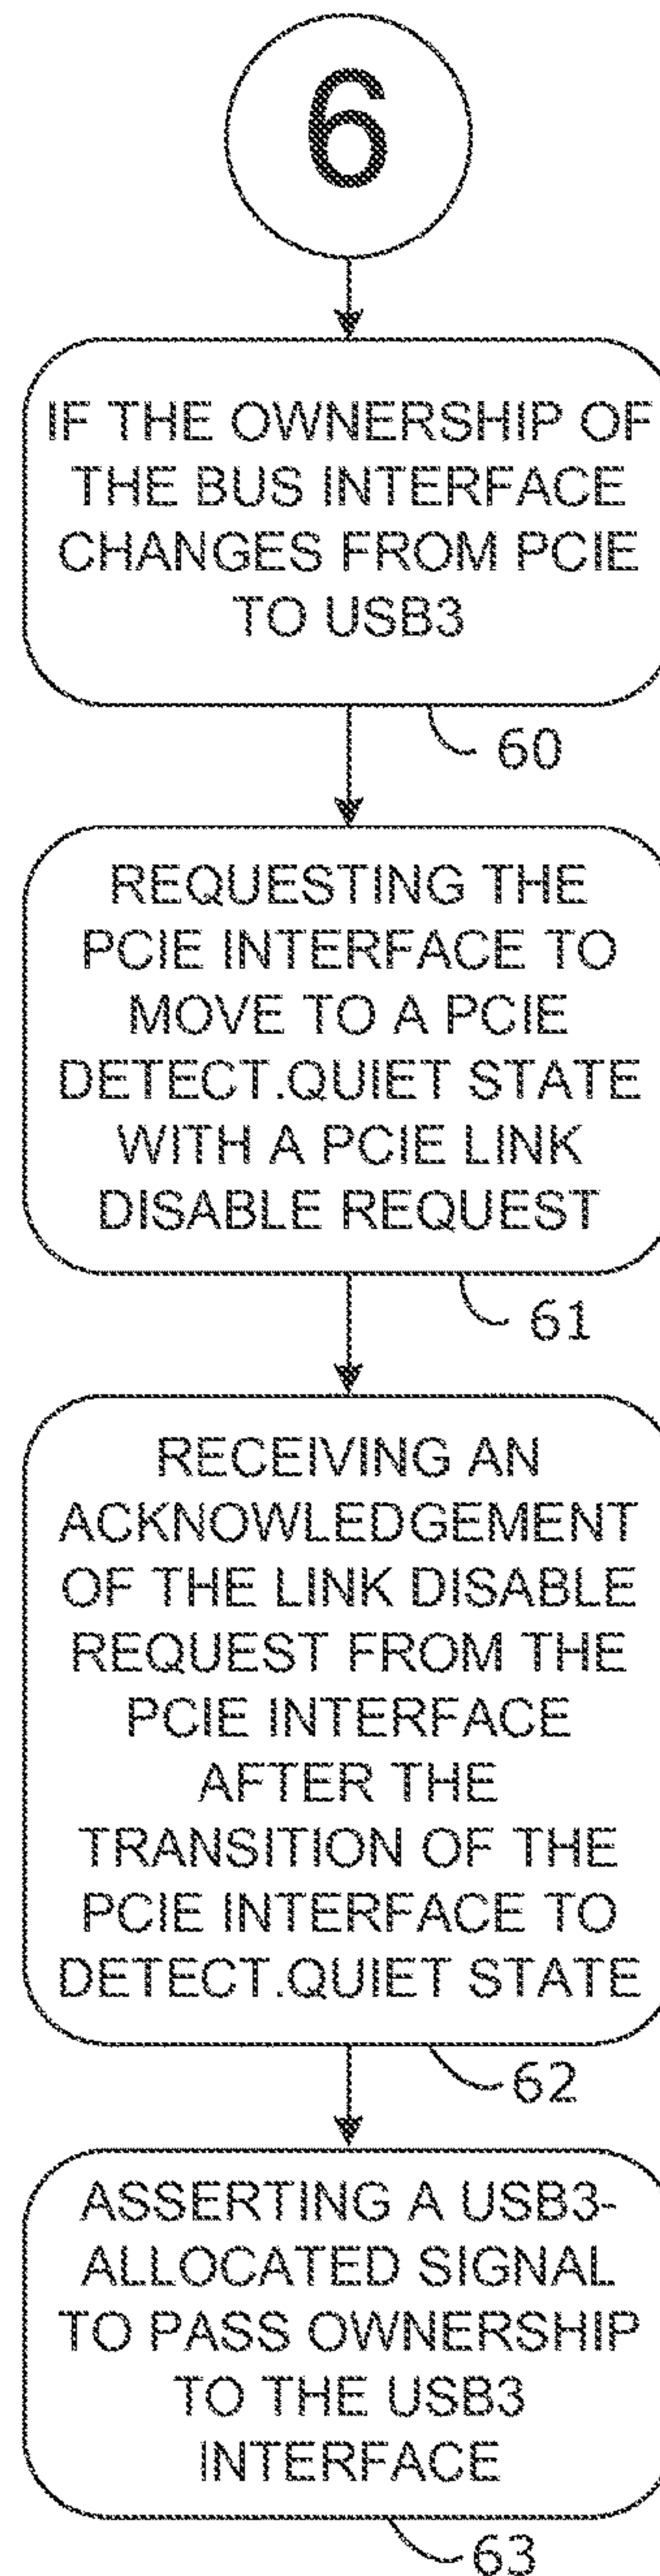 6
IF THE OWNERSHIP OF
THE BUS INTERFACE
CHANGES FROM PCIE
TO USB3
60
REQUESTING THE
PCIE INTERFACE TO
MOVE TO A PCIE
DETECT.QUIET STATE
WITH A PCIE LINK
DISABLE REQUEST
61
RECEIVING AN
ACKNOWLEDGEMENT
OF THE LINK DISABLE
REQUEST FROM THE
PCIE INTERFACE
AFTER THE
TRANSITION OF THE
PCIE INTERFACE TO
DETECT.QUIET STATE
62
ASSERTING A USB3-
ALLOCATED SIGNAL
TO PASS OWNERSHIP
TO THE USB3
INTERFACE
63